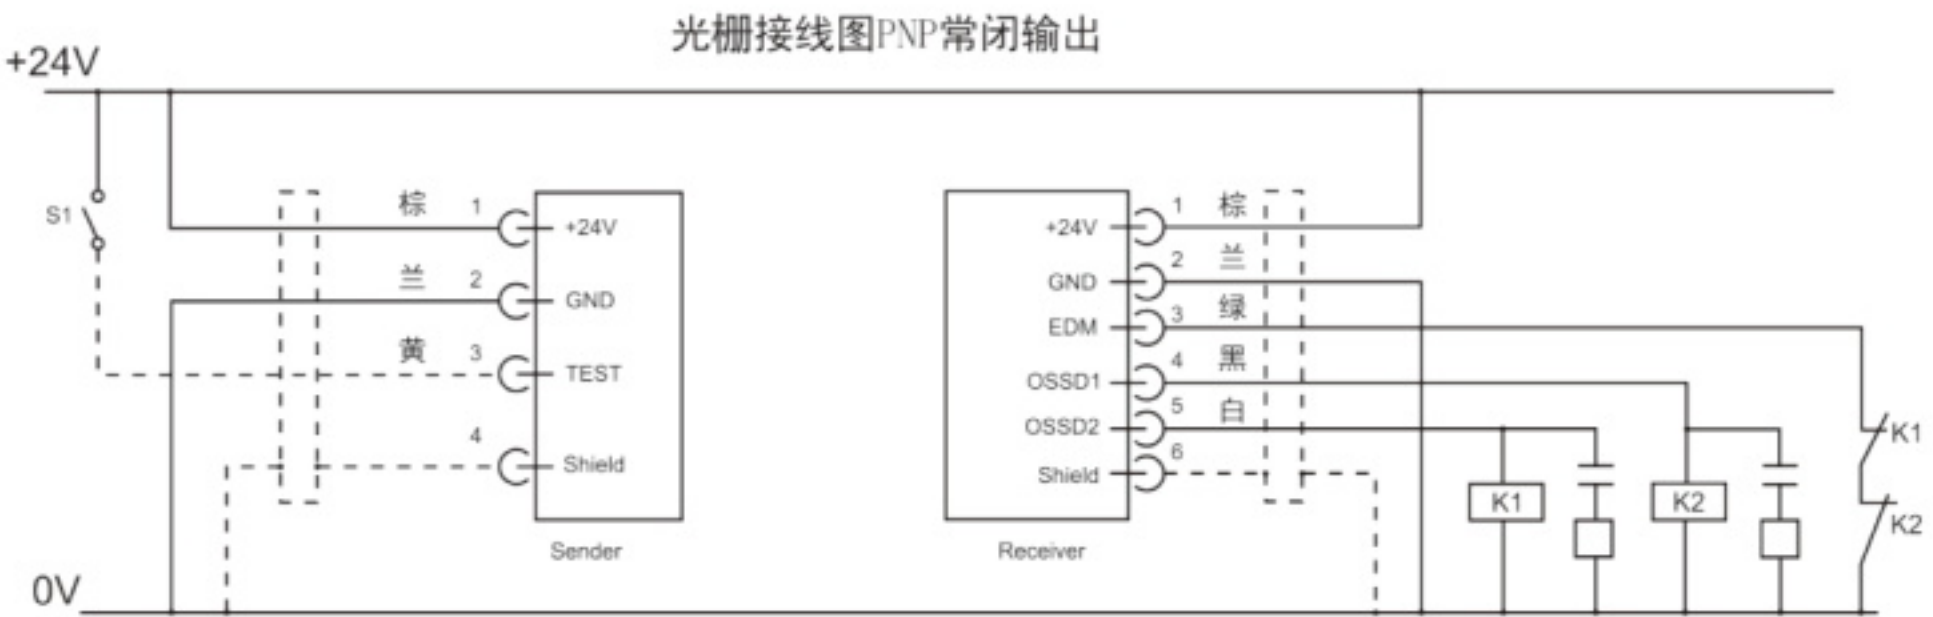 光栅接线图PNP常闭输出
+24V
S1
棕 1 +24V
兰 2 GND
黄 3 TEST
4 Shield
Sender
+24V 1 棕
GND 2 兰
EDM 3 绿
OSSD1 4 黑
OSSD2 5 白
Shield 6
Receiver
K1
K2
K1
K2
0V